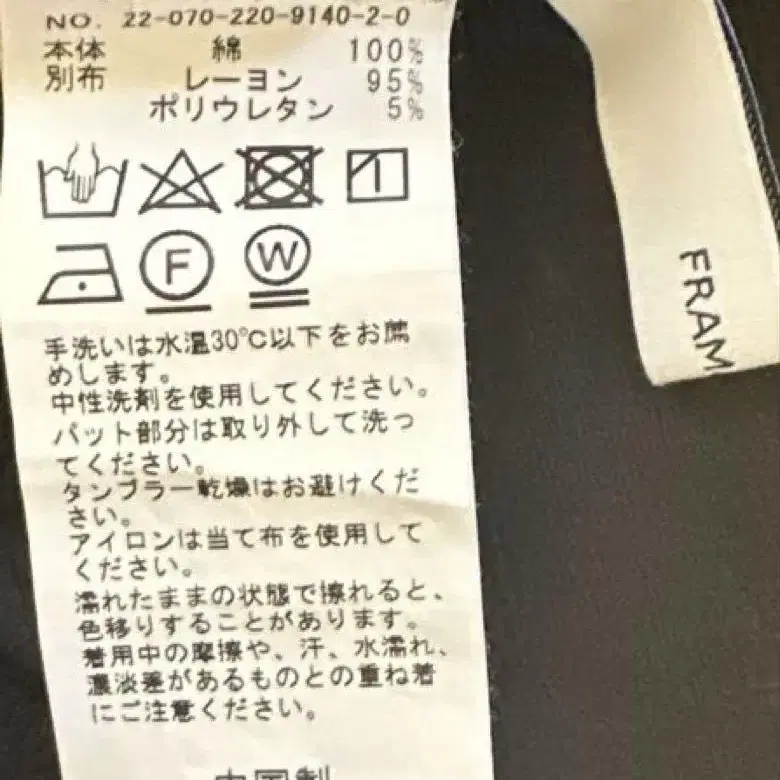 NO. 22-070-220-9140-2-0
本体 綿 100%
別布 レーヨン 95%
ポリウレタン 5%
F W
手洗いは水温30℃以下をお薦
めします。
中性洗剤を使用してください。
パット部分は取り外して洗っ
てください。
タンブラー乾燥はお避けくだ
さい。
アイロンは当て布を使用して
ください。
濡れたままの状態で擦れると、
色移りすることがあります。
着用中の摩擦や、汗、水濡れ、
濃淡差があるものとの重ね着
にご注意ください。
中国製
FRAM